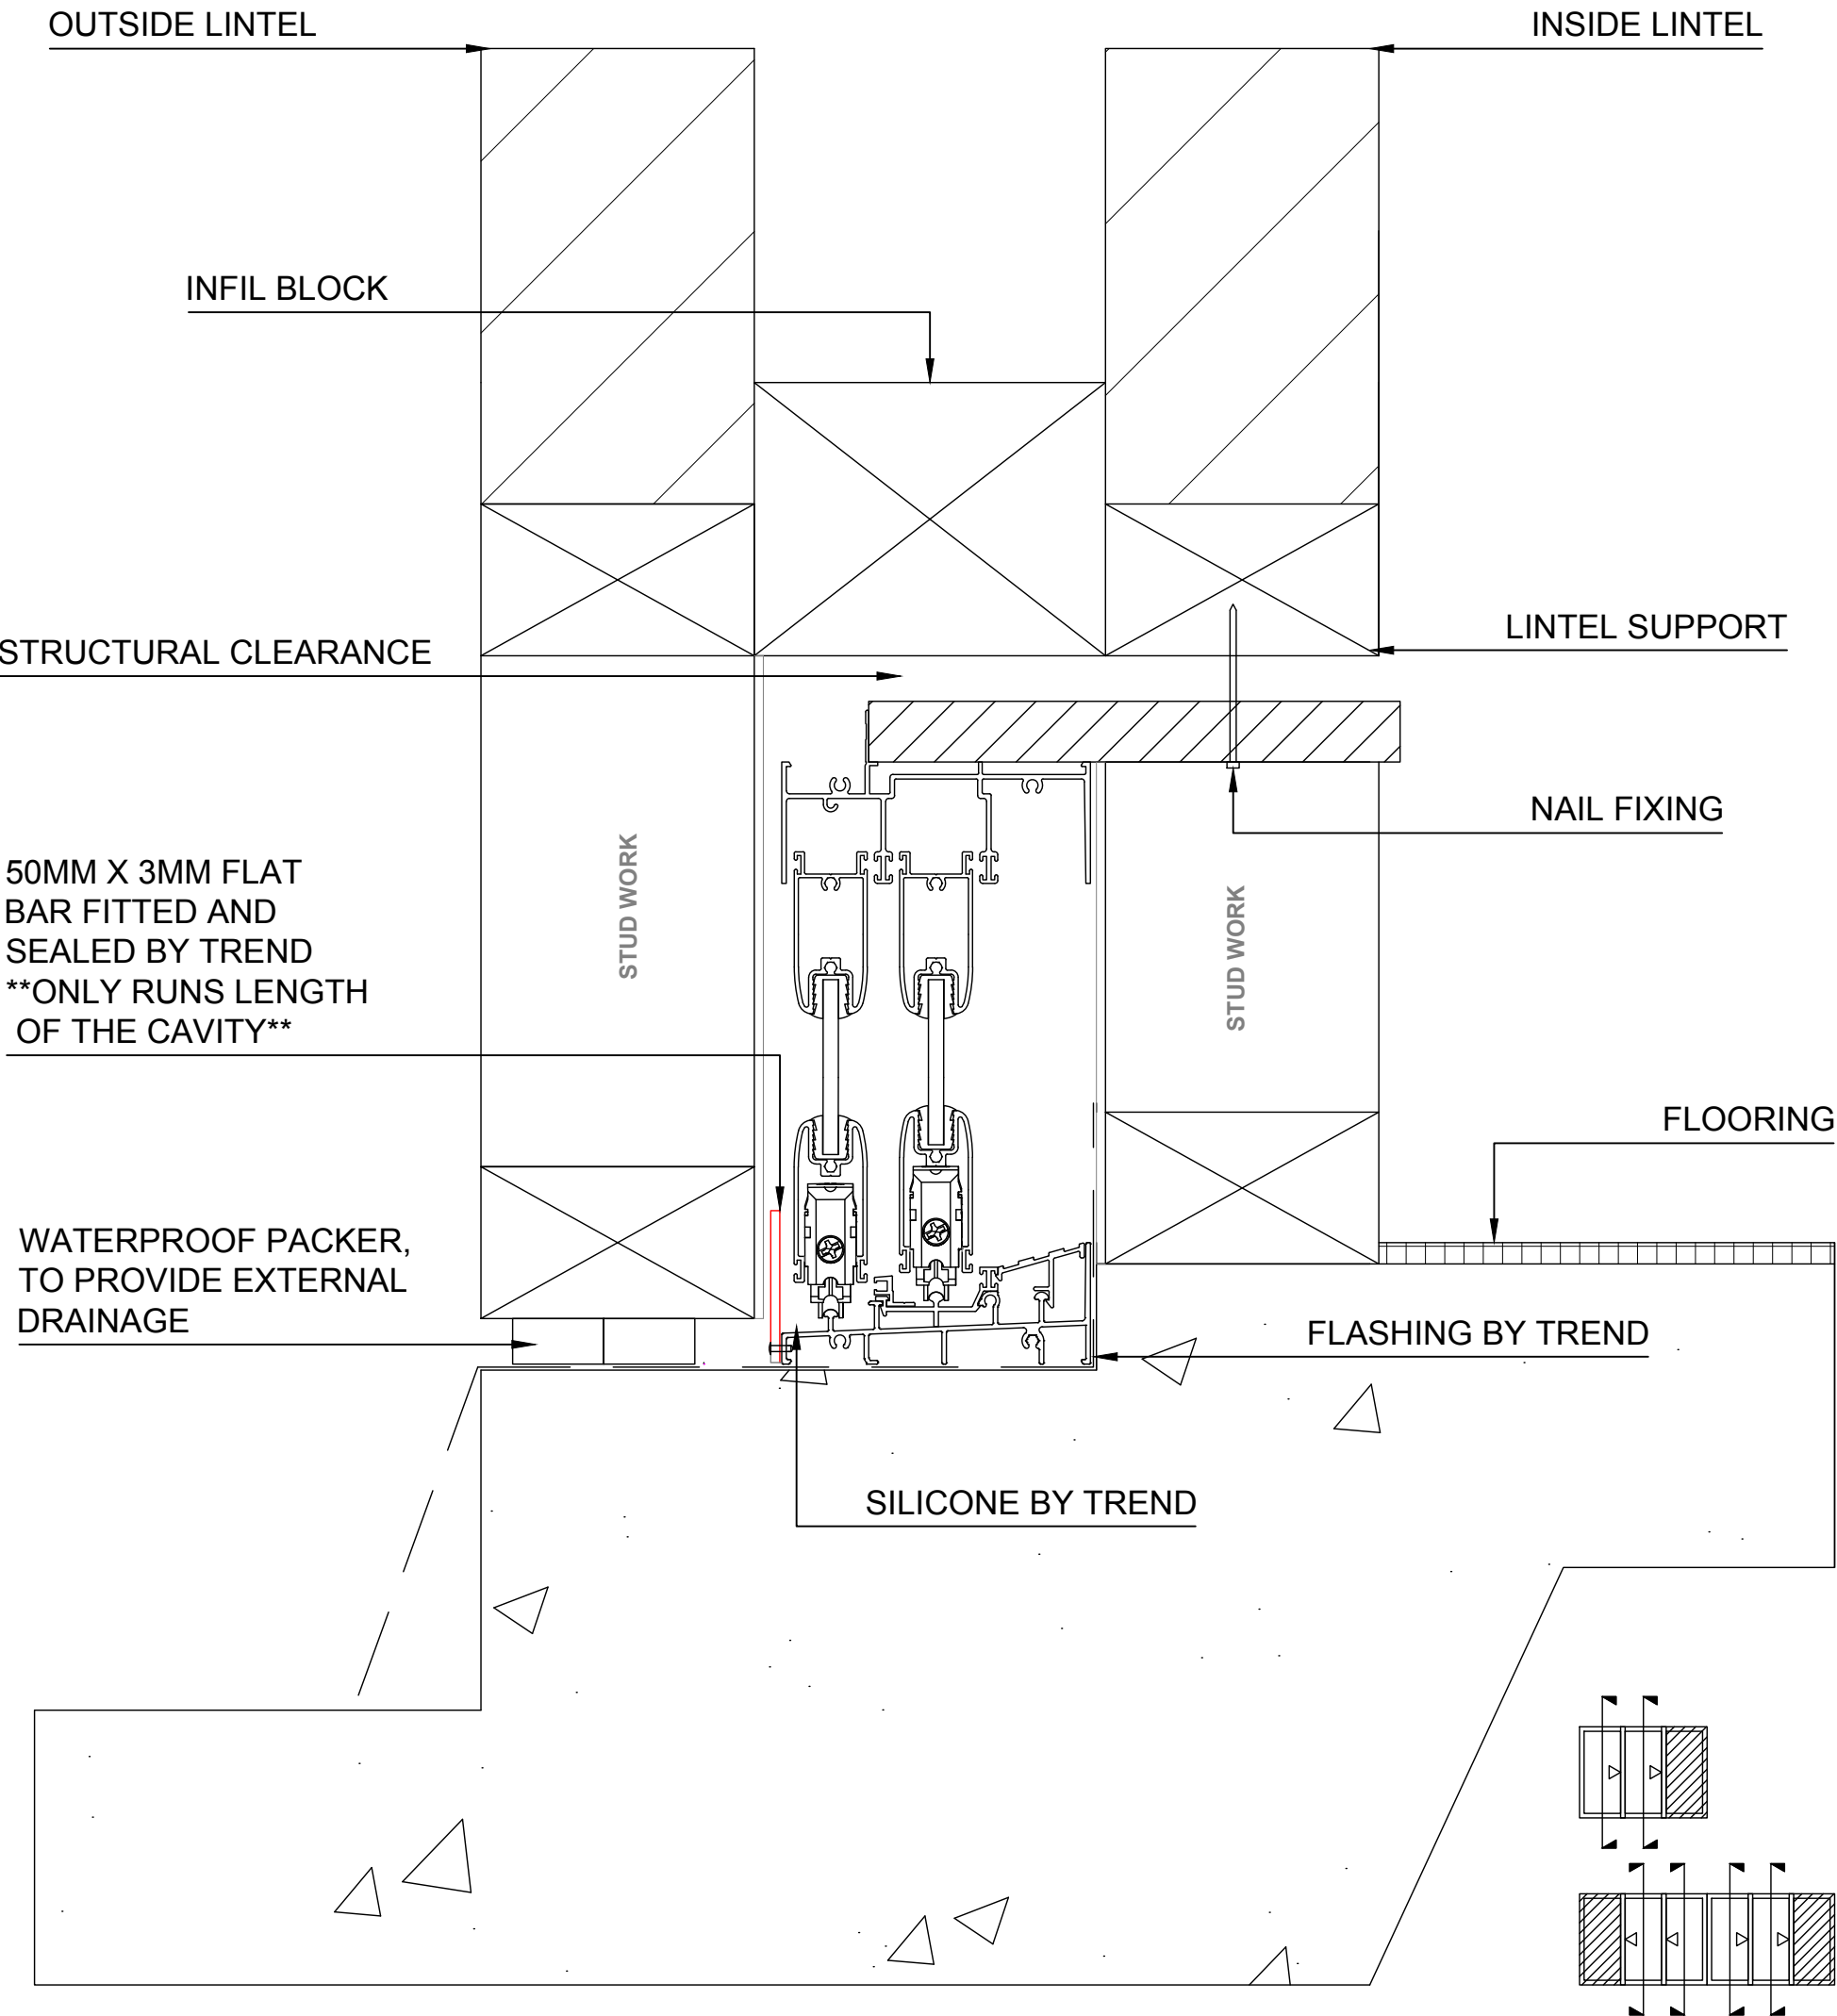 OUTSIDE LINTEL
INSIDE LINTEL
INFIL BLOCK
STRUCTURAL CLEARANCE
LINTEL SUPPORT
NAIL FIXING
STUD WORK
STUD WORK
50MM X 3MM FLAT
BAR FITTED AND
SEALED BY TREND
**ONLY RUNS LENGTH
OF THE CAVITY**
FLOORING
WATERPROOF PACKER,
TO PROVIDE EXTERNAL
DRAINAGE
FLASHING BY TREND
SILICONE BY TREND